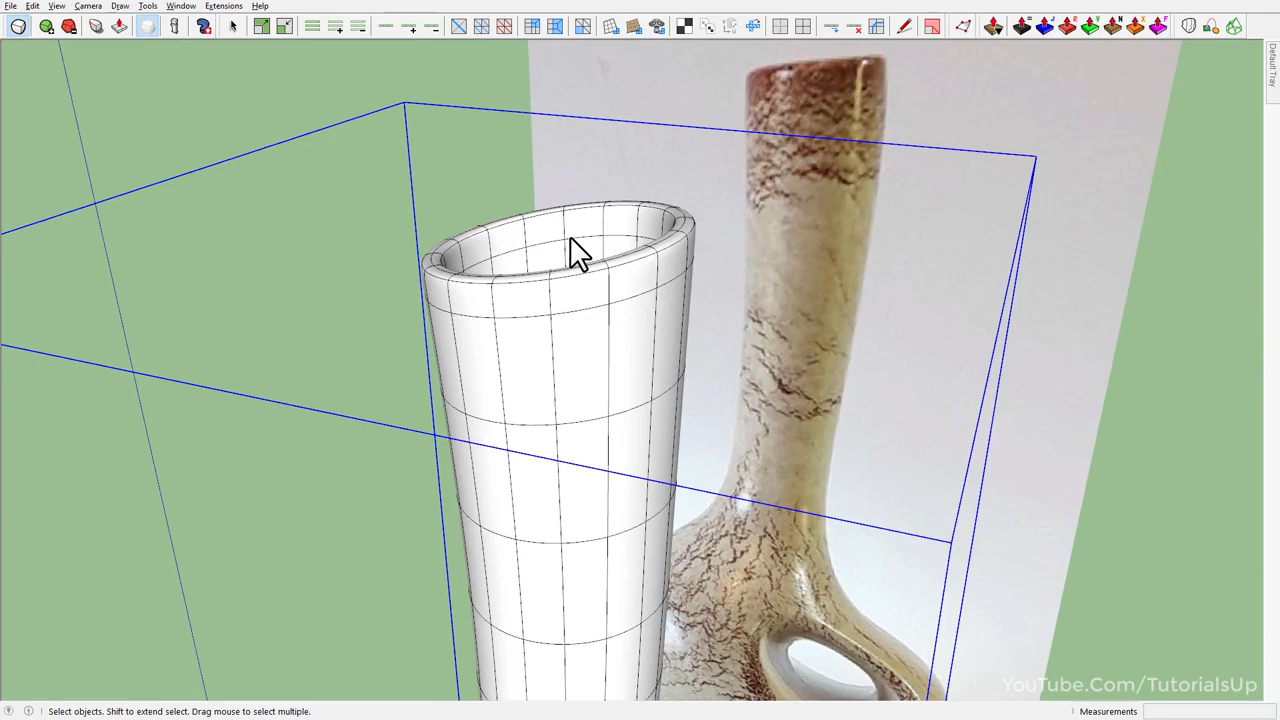 File Edit View Camera Draw Tools Window Extensions Help
Default Tray
YouTube.Com/TutorialsUp
Select objects. Shift to extend select. Drag mouse to select multiple.
Measurements